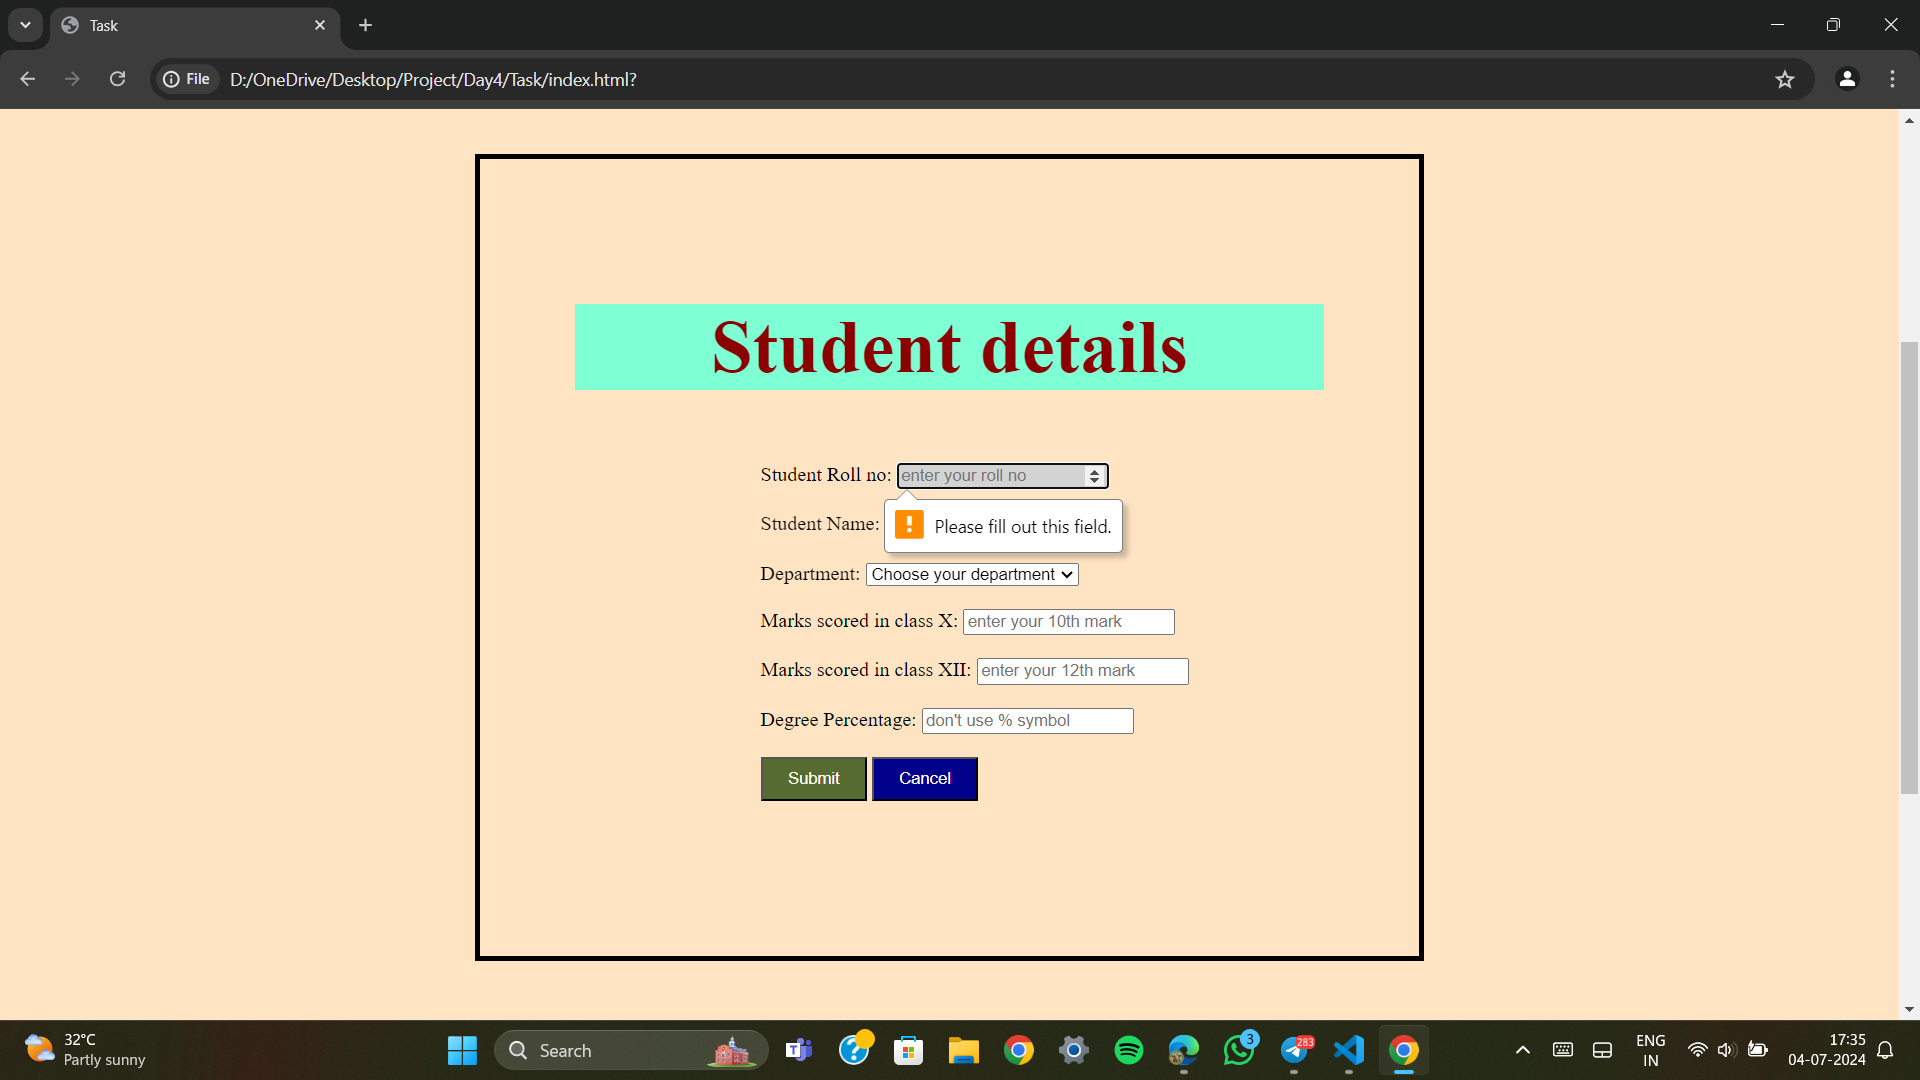 Task
File D:/OneDrive/Desktop/Project/Day4/Task/index.html?
Student details
Student Roll no: enter your roll no
Student Name:
Please fill out this field.
Department: Choose your department
Marks scored in class X: enter your 10th mark
Marks scored in class XII: enter your 12th mark
Degree Percentage: don't use % symbol
Submit Cancel
32°C
Partly sunny
Search
3
283
ENG
IN
17:35
04-07-2024